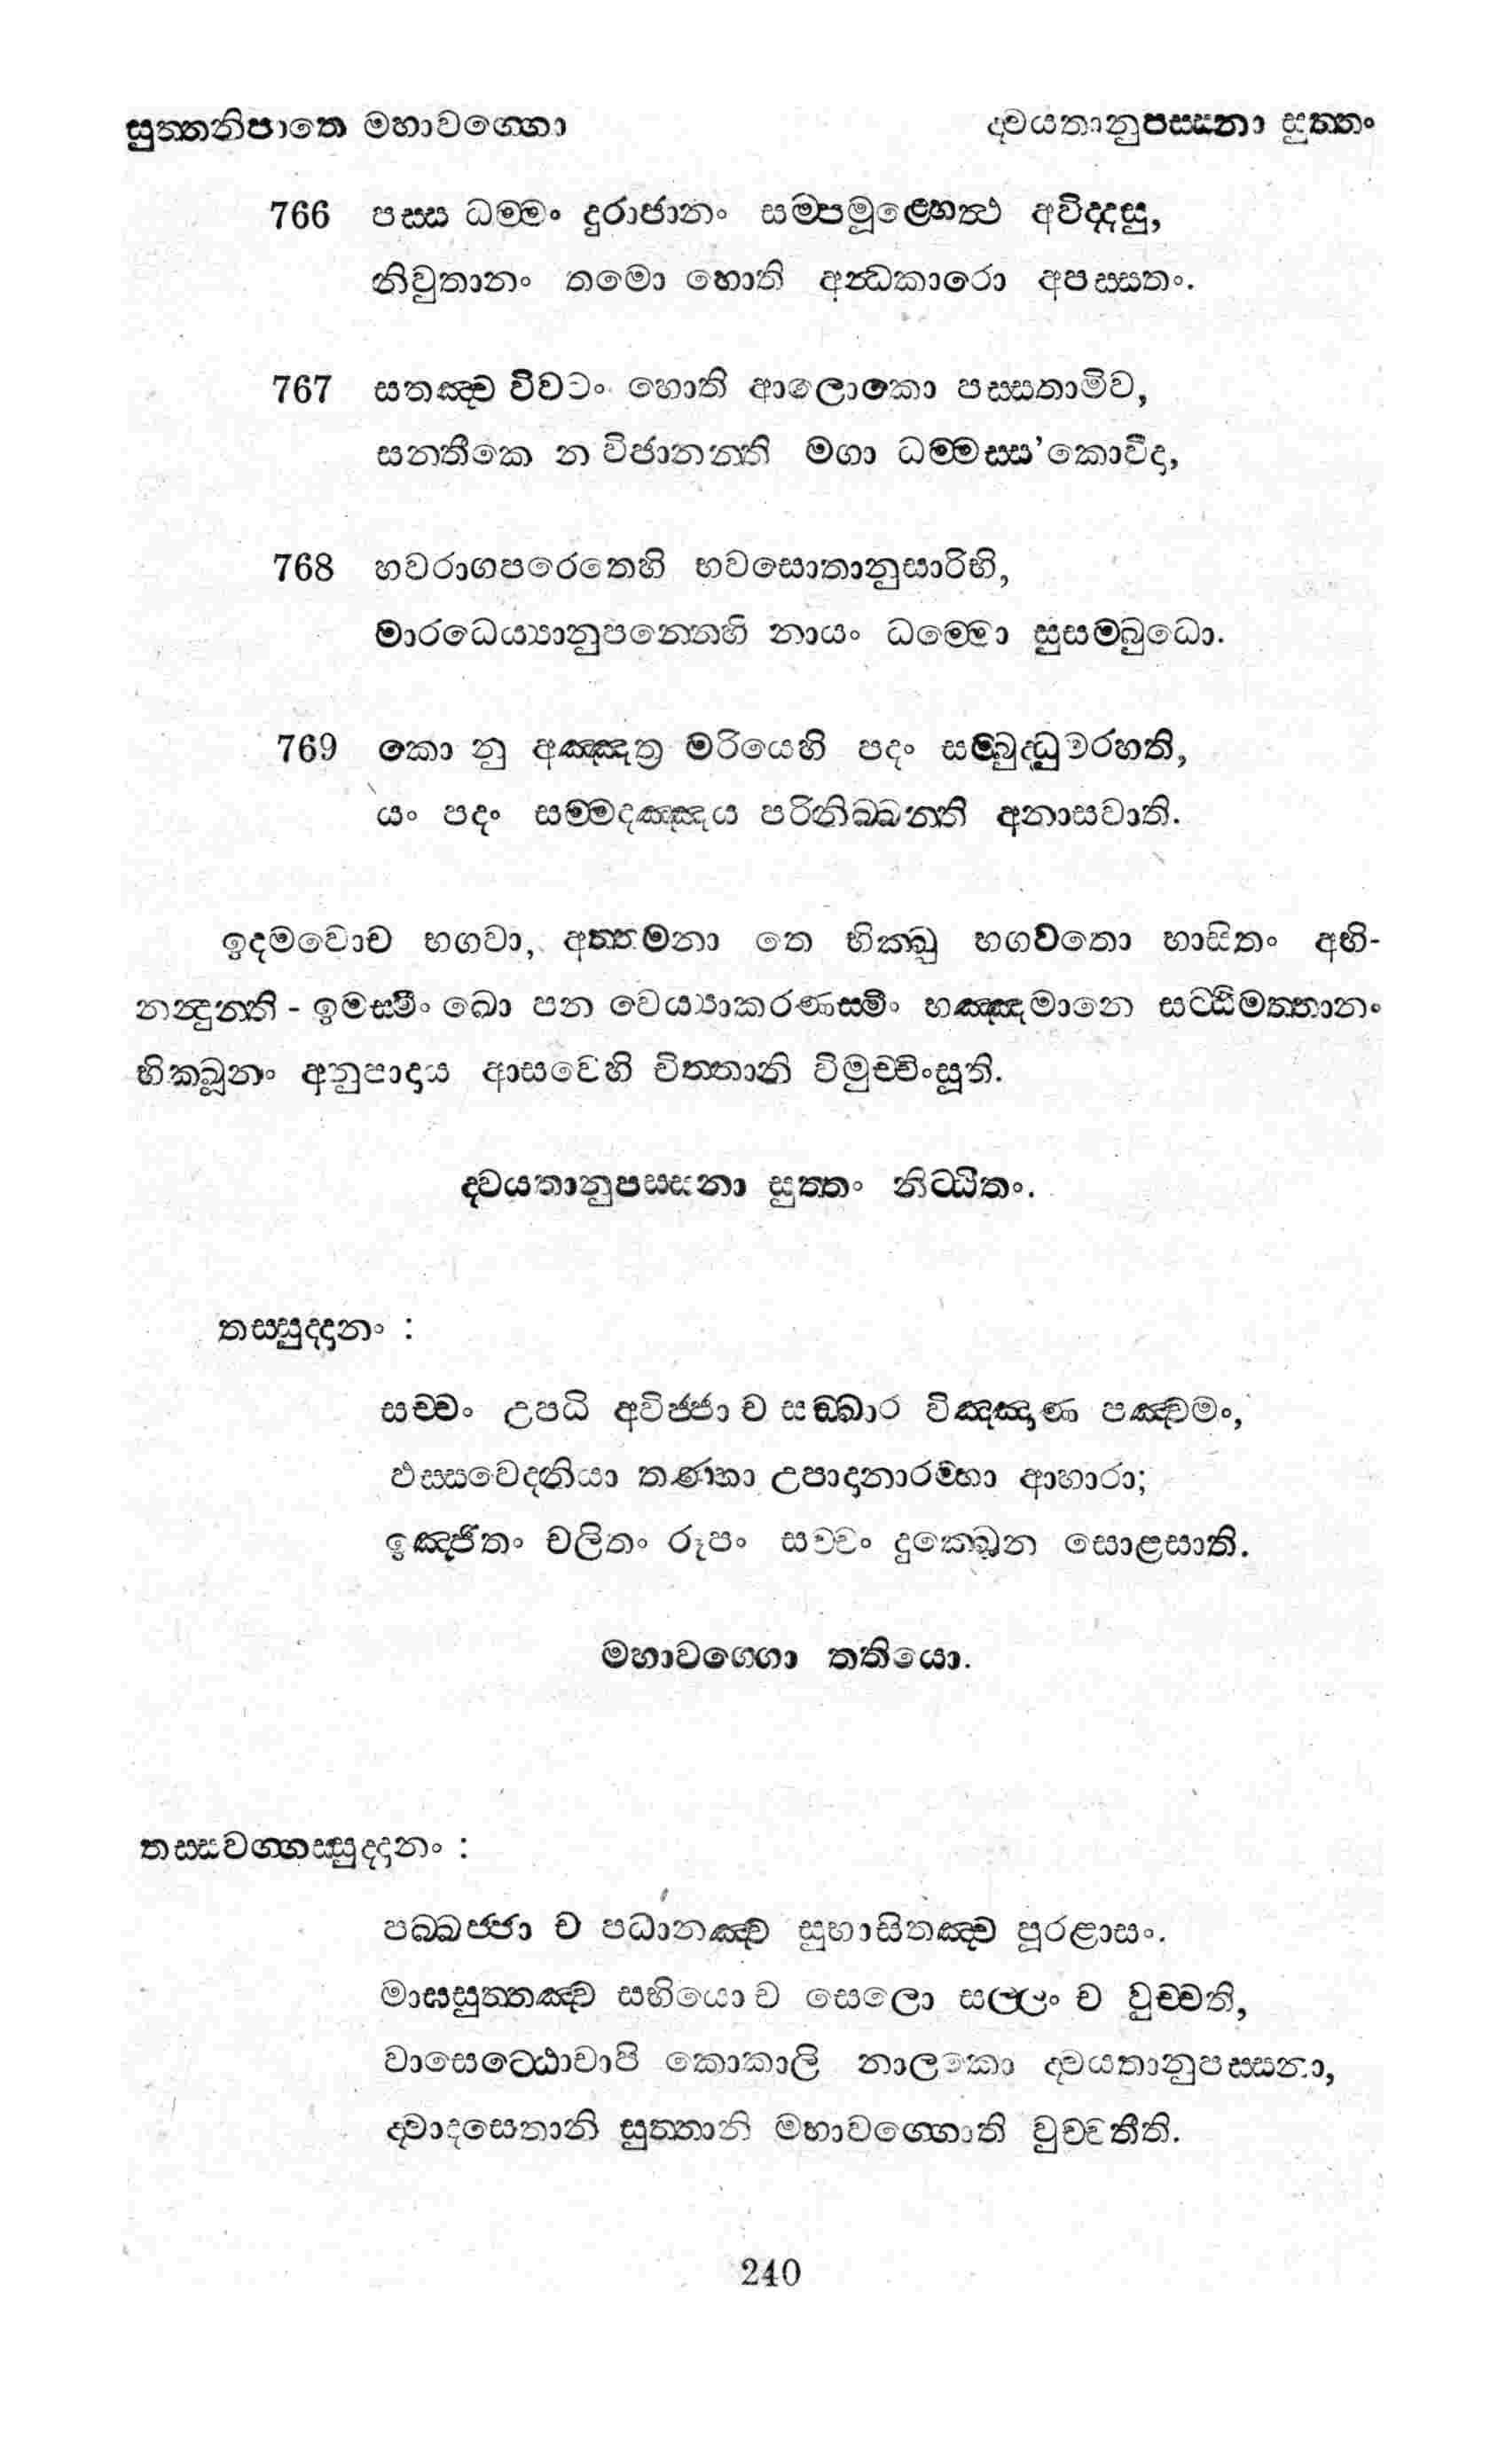 සුත්තනිපාතෙ මහාවග්ගො ද්වයතානුපස්සනා සුත්තං
766 පස්ස ධම්මං දුරාජානං සම්පමූළ්හෙත්ථ අවිද්දසු,
නිවුතානං තමො හොති අන්ධකාරො අපස්සතං.
767 සතඤ්ච විවටං හොති ආලොකො පස්සතාමිව,
සන්තිකෙ න විජානන්ති මගා ධම්මස්ස'කොවිදා,
768 භවරාගපරෙතෙහි භවසොතානුසාරිභි,
මාරධෙය්‍යානුපන්නෙහි නායං ධම්මො සුසම්බුධො.
769 කො නු අඤ්ඤත්‍ර මරියෙහි පදං සම්බුද්ධුවරහති,
යං පදං සම්මදඤ්ඤය පරිනිබ්බන්ති අනාසවාති.
ඉදමවොච භගවා, අත්තමනා තෙ භික්ඛු භගවතො භාසිතං අභි-
නන්දුන්ති - ඉමස්මිං ඛො පන වෙය්‍යාකරණස්මිං භඤ්ඤමානෙ සට්ඨිමත්තානං
භික්ඛූනං අනුපාදය ආසවෙහි චිත්තානි විමුච්චිංසූති.
ද්වයතානුපස්සනා සුත්තං නිට්ඨිතං.
තස්සුද්දානං :
සච්චං උපධි අවිජ්ජා ච සඞ්ඛාර විඤ්ඤාණ පඤ්චමං,
ඵස්සවෙදනියා තණ්හා උපාදානාරම්භා ආහාරා;
ඉඤ්ජිතං චලිතං රූපං සච්චං දුක්ඛෙන සොළසාති.
මහාවග්ගො තතියො.
තස්සවග්ගස්සුද්දානං :
පබ්බජ්ජා ච පධානඤ්ච සුභාසිතඤ්ච පූරළාසං.
මාඝසුත්තඤ්ච සභියො ච සෙලො සල්ලං ච වුච්චති,
වාසෙට්ඨොචාපි කොකාලි නාලකො ද්වයතානුපස්සනා,
ද්වාදසෙතානි සුත්තානි මහාවග්ගොති වුච්චතීති.
240